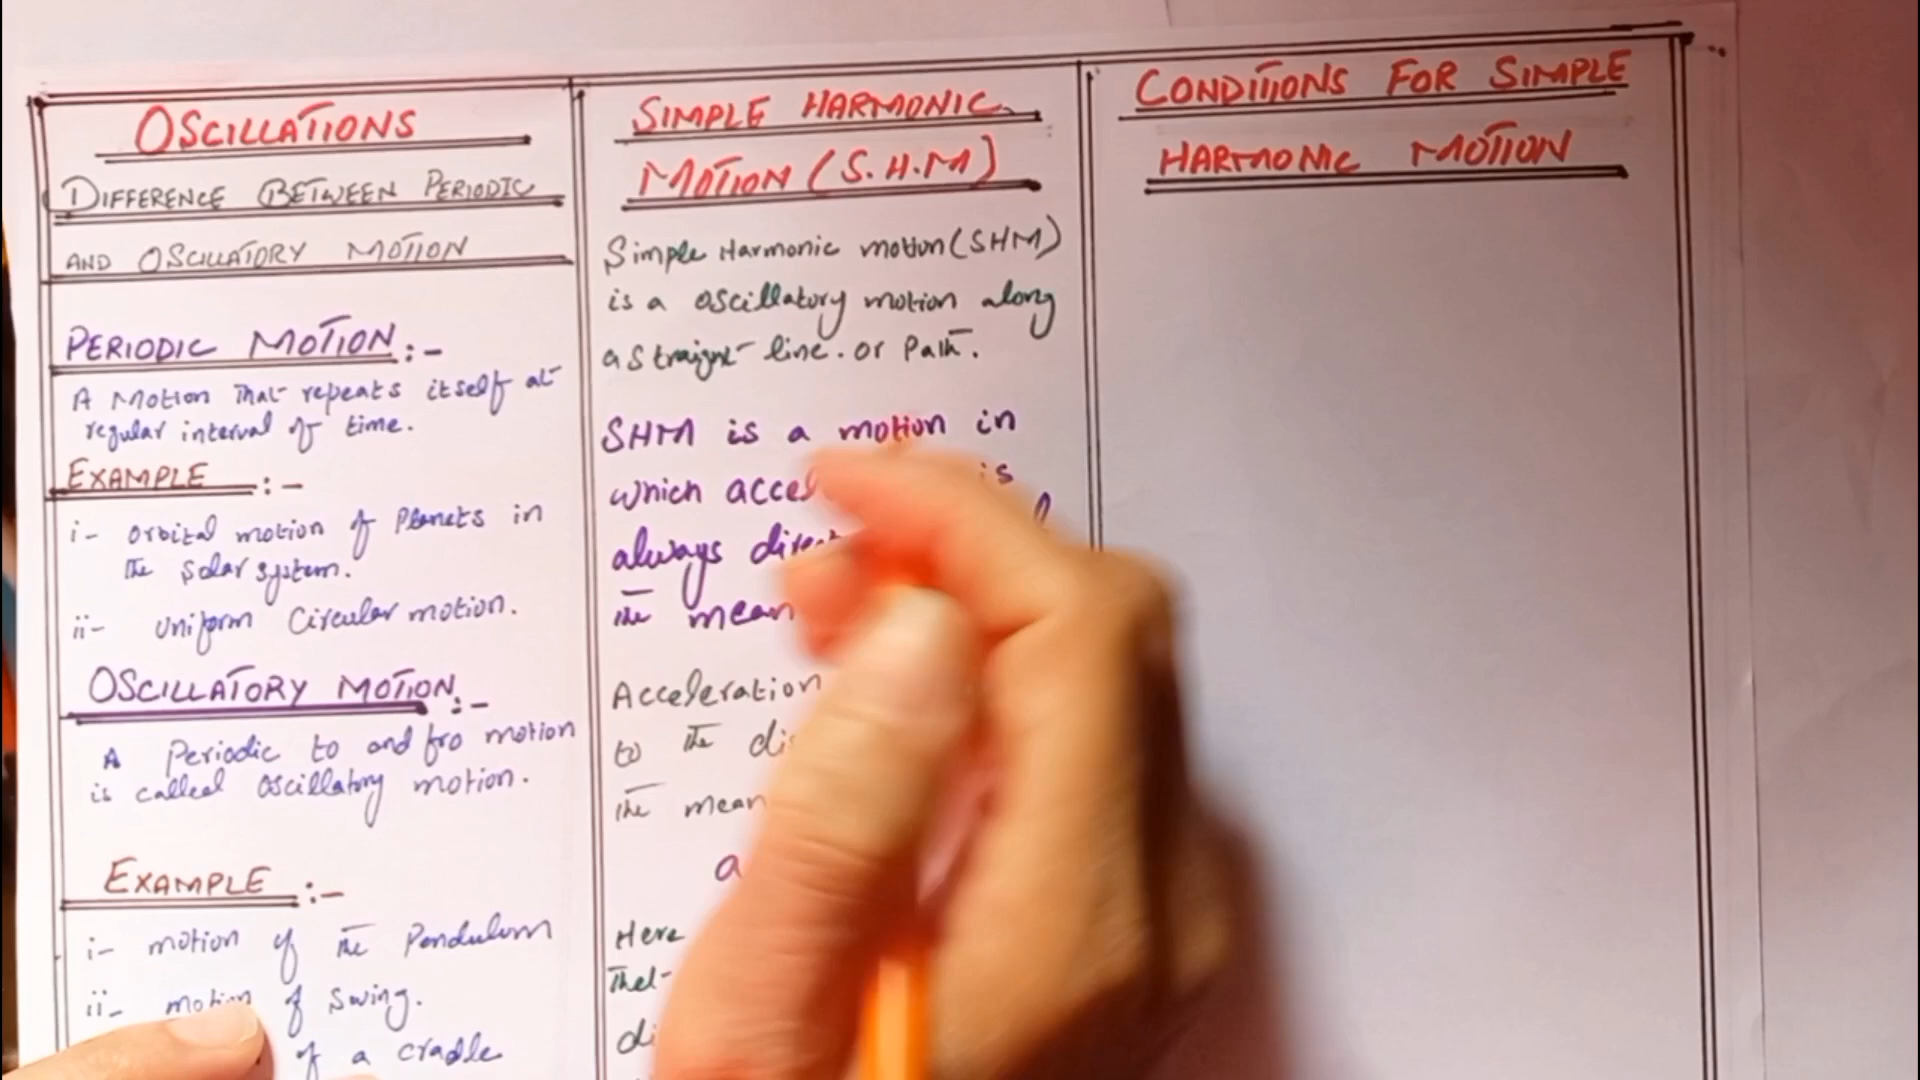 OSCILLATIONS
DIFFERENCE BETWEEN PERIODIC
AND OSCILLATORY MOTION
PERIODIC MOTION :-
A Motion That repeats itself at
regular interval of time.
EXAMPLE :-
i- orbital motion of Planets in
the solar system.
ii- uniform Circular motion.
OSCILLATORY MOTION :-
A Periodic to and fro motion
is called oscillatory motion.
EXAMPLE :-
i- motion of the Pendulum
ii- motion of swing.
of a cradle
SIMPLE HARMONIC
MOTION (S.H.M)
Simple Harmonic motion (SHM)
is a oscillatory motion along
a straight line. or Path.
SHM is a motion in
which is
always
the mean
Acceleration
to the
the mean
a
Here
CONDITIONS FOR SIMPLE
HARMONIC MOTION